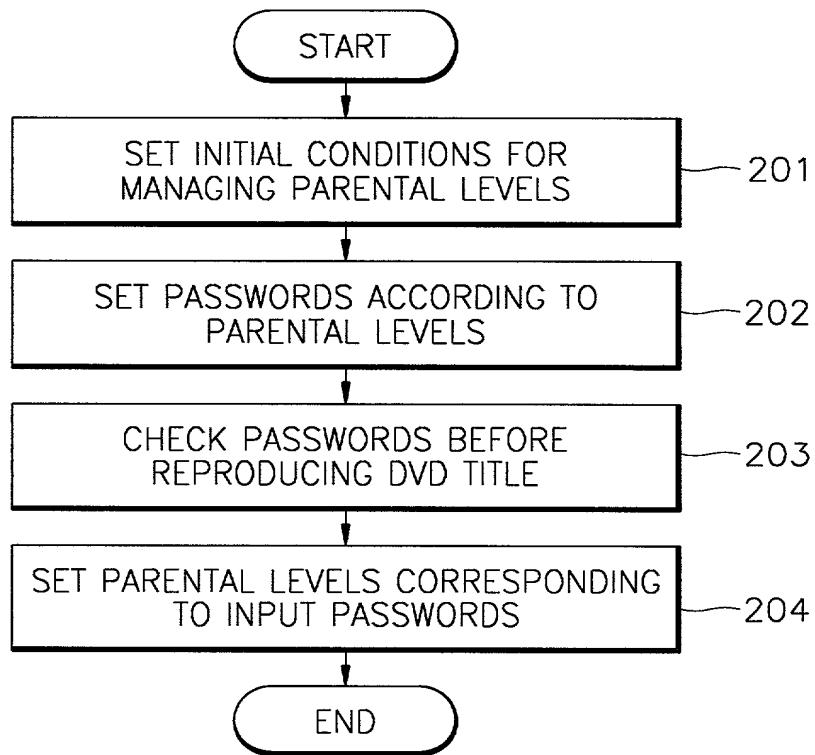 START
SET INITIAL CONDITIONS FOR
MANAGING PARENTAL LEVELS
201
SET PASSWORDS ACCORDING TO
PARENTAL LEVELS
202
CHECK PASSWORDS BEFORE
REPRODUCING DVD TITLE
203
SET PARENTAL LEVELS CORRESPONDING
TO INPUT PASSWORDS
204
END